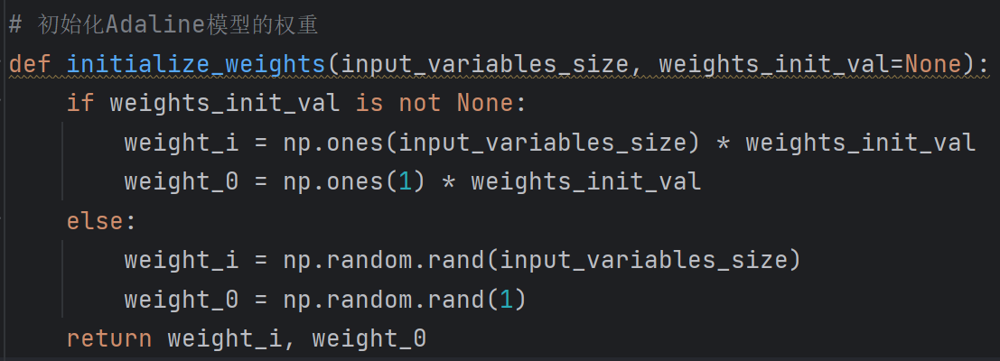 # 初始化Adaline模型的权重
def initialize_weights(input_variables_size, weights_init_val=None):
    if weights_init_val is not None:
        weight_i = np.ones(input_variables_size) * weights_init_val
        weight_0 = np.ones(1) * weights_init_val
    else:
        weight_i = np.random.rand(input_variables_size)
        weight_0 = np.random.rand(1)
    return weight_i, weight_0